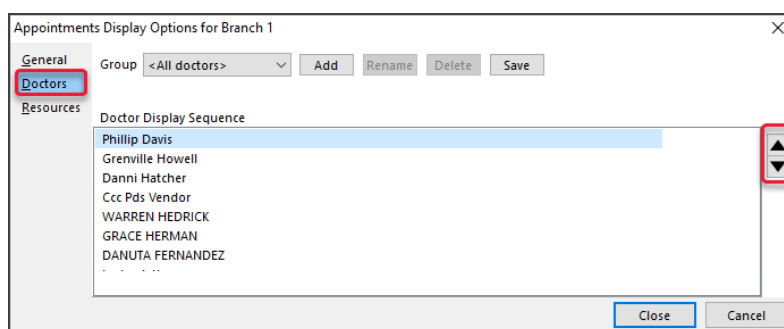 Appointments Display Options for Branch 1
General
Doctors
Resources
Group <All doctors> Add Rename Delete Save
Doctor Display Sequence
Phillip Davis
Grenville Howell
Danni Hatcher
Ccc Pds Vendor
WARREN HEDRICK
GRACE HERMAN
DANUTA FERNANDEZ
Close Cancel